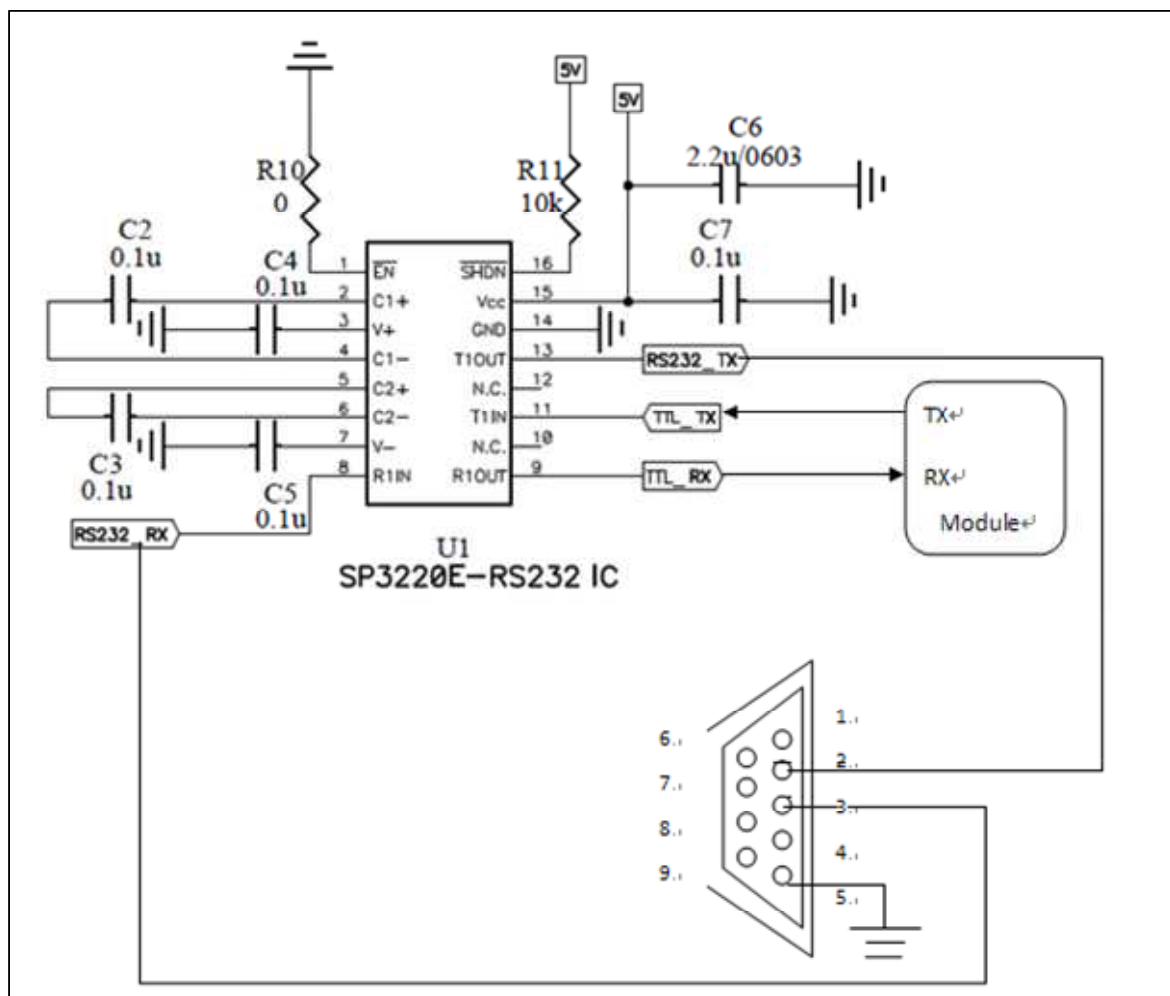 5V
5V
C6
2.2u/0603
R10
0
R11
10k
C2
0.1u
C4
0.1u
C7
0.1u
1 EN SHDN 16
2 C1+ Vcc 15
3 V+ GND 14
4 C1- T1OUT 13 RS232_TX
5 C2+ N.C. 12
6 C2- T1IN 11 TTL_TX
7 V- N.C. 10
8 R1IN R1OUT 9 TTL_RX
TX↵
RX↵
Module↵
C3
0.1u
C5
0.1u
RS232_RX
U1
SP3220E-RS232 IC
1.
6.
2.
7.
3.
8.
4.
9.
5.